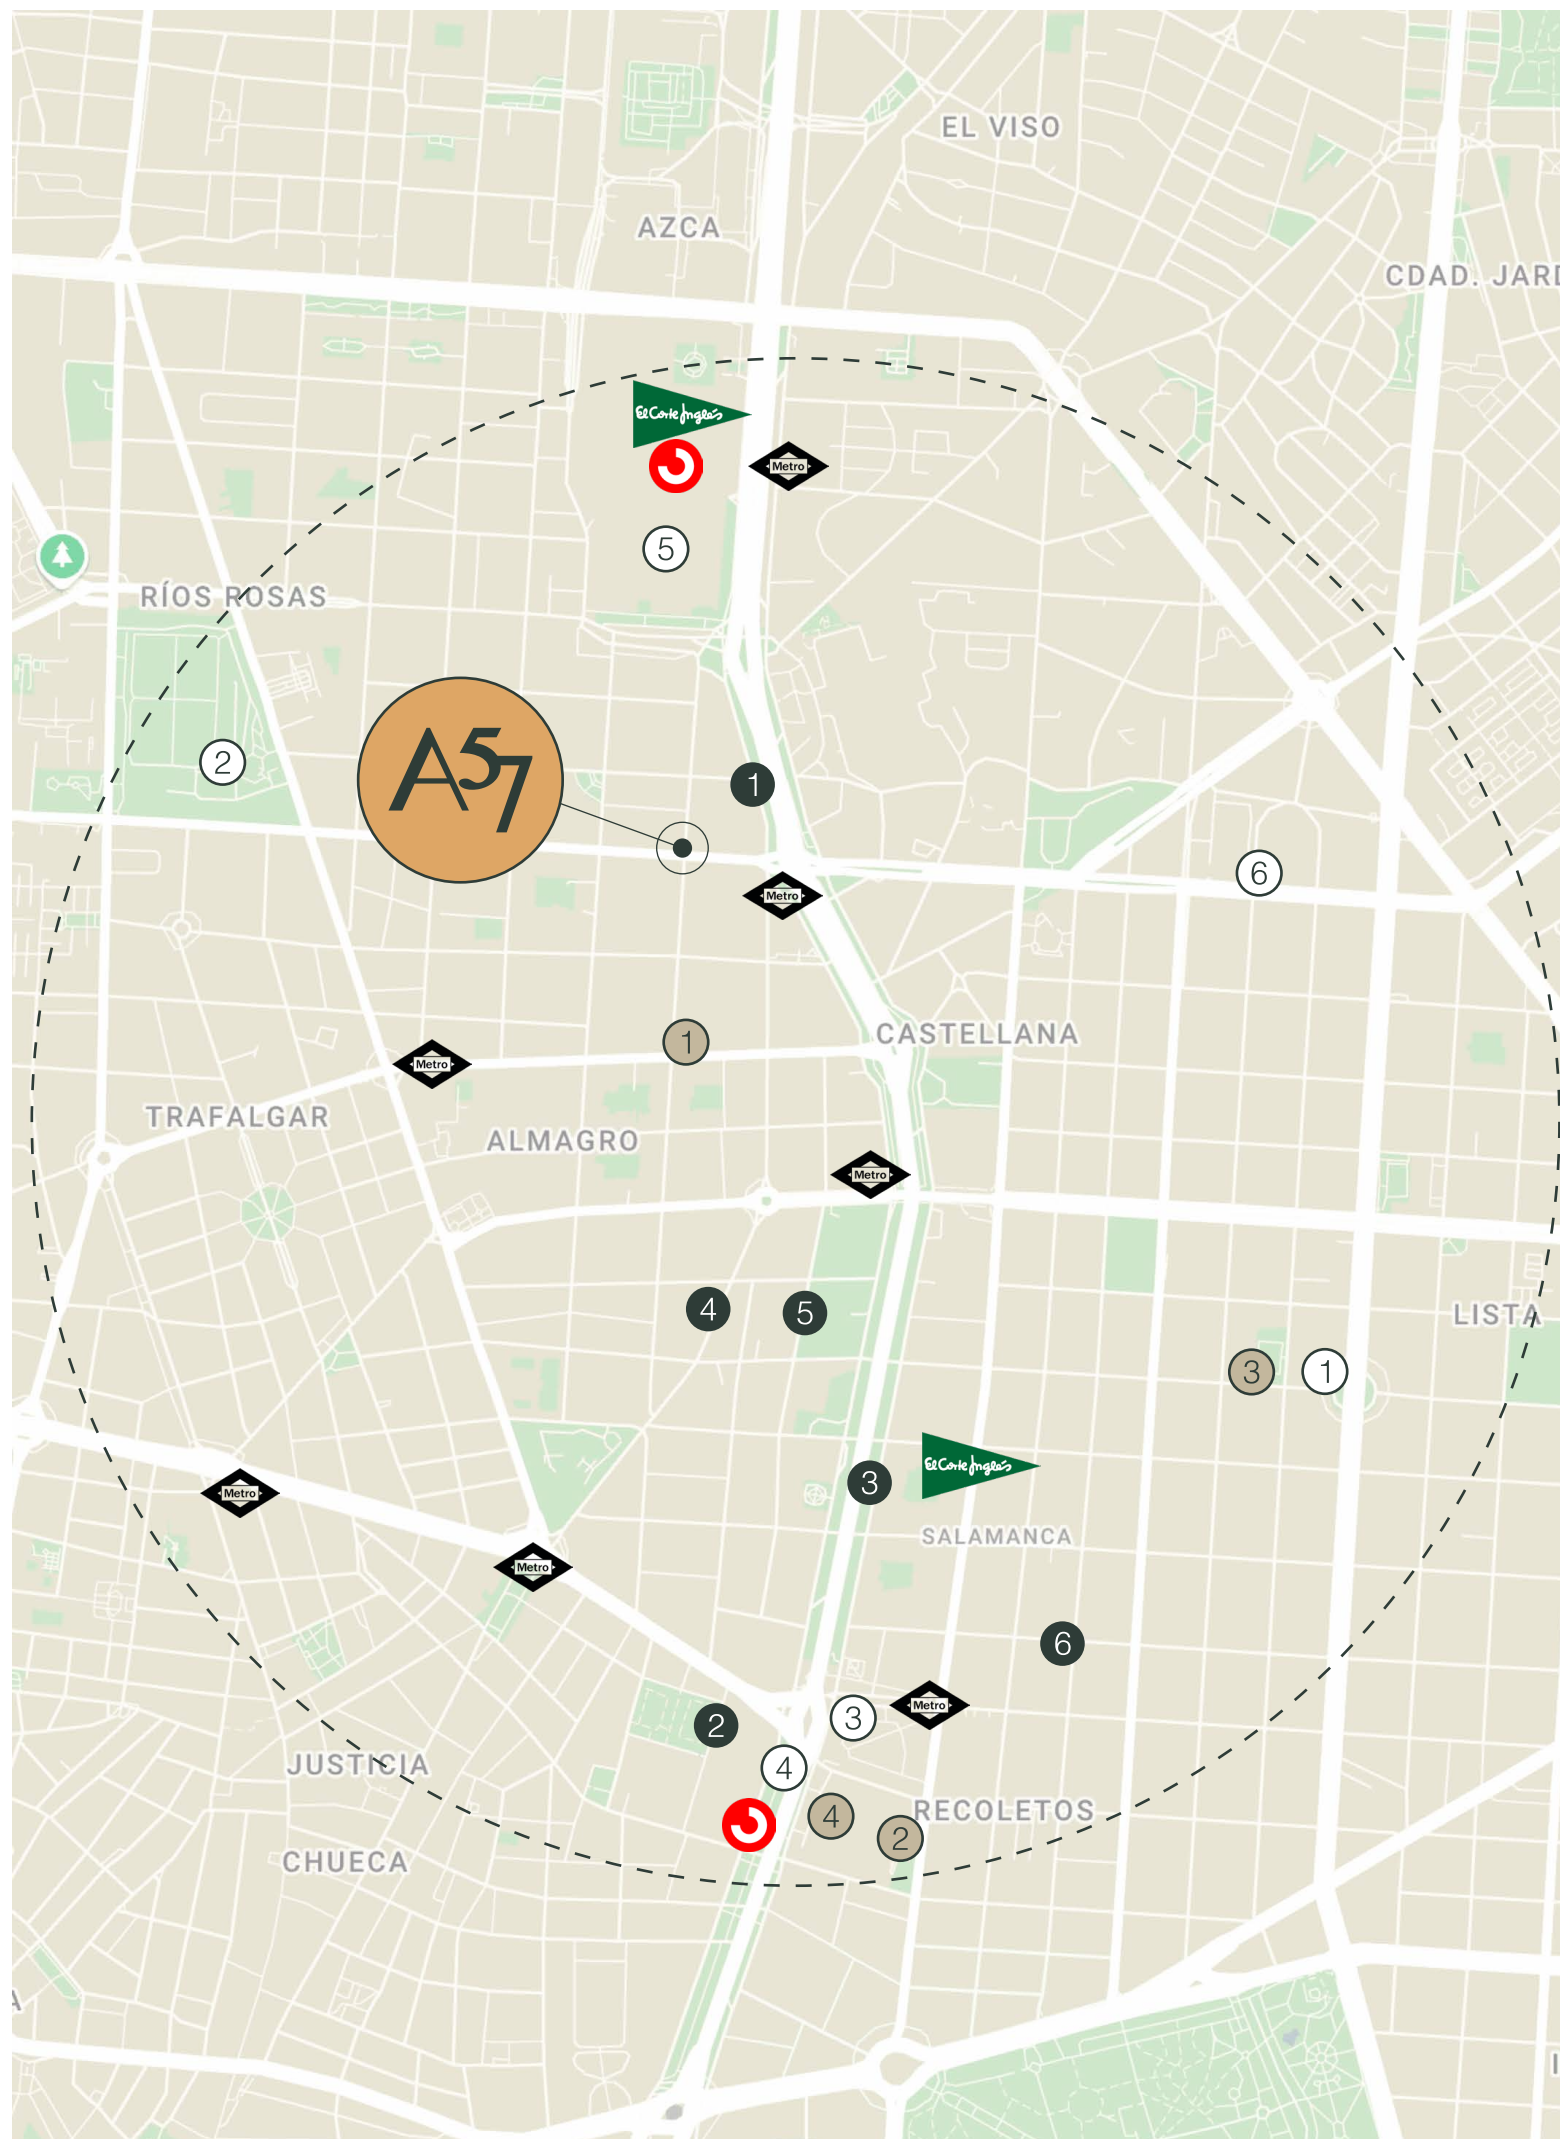 EL VISO
AZCA
CDAD. JARD
El Corte Inglés
Metro
5
RÍOS ROSAS
2
A57
1
6
Metro
CASTELLANA
1
Metro
TRAFALGAR
ALMAGRO
Metro
4
5
LISTA
3
1
El Corte Inglés
3
Metro
SALAMANCA
Metro
6
Metro
2
3
JUSTICIA
4
4
RECOLETOS
2
CHUECA